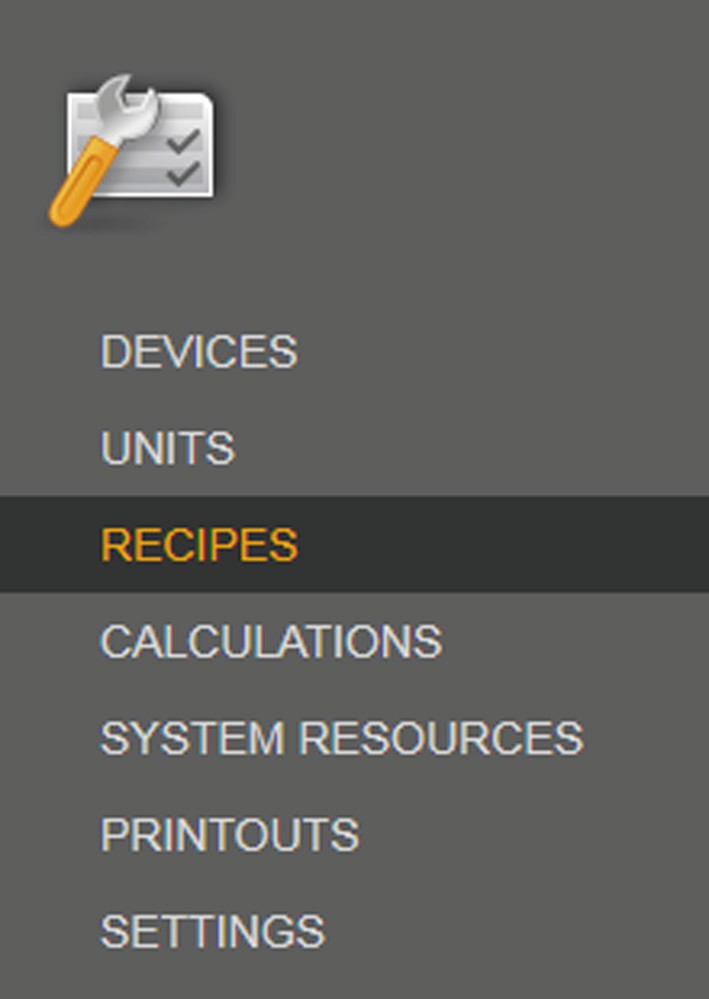 DEVICES
UNITS
RECIPES
CALCULATIONS
SYSTEM RESOURCES
PRINTOUTS
SETTINGS